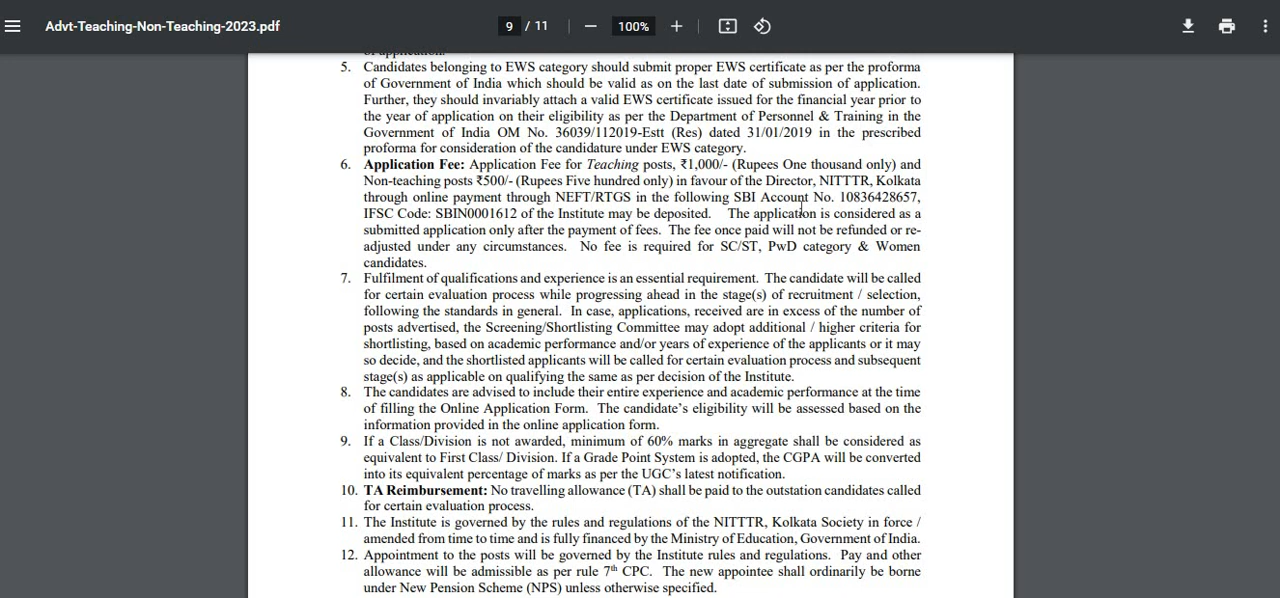 Advt-Teaching-Non-Teaching-2023.pdf
9 / 11
100%
of application.
5. Candidates belonging to EWS category should submit proper EWS certificate as per the proforma
of Government of India which should be valid as on the last date of submission of application.
Further, they should invariably attach a valid EWS certificate issued for the financial year prior to
the year of application on their eligibility as per the Department of Personnel & Training in the
Government of India OM No. 36039/112019-Estt (Res) dated 31/01/2019 in the prescribed
proforma for consideration of the candidature under EWS category.
6. Application Fee: Application Fee for Teaching posts, ₹1,000/- (Rupees One thousand only) and
Non-teaching posts ₹500/- (Rupees Five hundred only) in favour of the Director, NITTTR, Kolkata
through online payment through NEFT/RTGS in the following SBI Account No. 10836428657,
IFSC Code: SBIN0001612 of the Institute may be deposited. The application is considered as a
submitted application only after the payment of fees. The fee once paid will not be refunded or re-
adjusted under any circumstances. No fee is required for SC/ST, PwD category & Women
candidates.
7. Fulfilment of qualifications and experience is an essential requirement. The candidate will be called
for certain evaluation process while progressing ahead in the stage(s) of recruitment / selection,
following the standards in general. In case, applications, received are in excess of the number of
posts advertised, the Screening/Shortlisting Committee may adopt additional / higher criteria for
shortlisting, based on academic performance and/or years of experience of the applicants or it may
so decide, and the shortlisted applicants will be called for certain evaluation process and subsequent
stage(s) as applicable on qualifying the same as per decision of the Institute.
8. The candidates are advised to include their entire experience and academic performance at the time
of filling the Online Application Form. The candidate's eligibility will be assessed based on the
information provided in the online application form.
9. If a Class/Division is not awarded, minimum of 60% marks in aggregate shall be considered as
equivalent to First Class/ Division. If a Grade Point System is adopted, the CGPA will be converted
into its equivalent percentage of marks as per the UGC's latest notification.
10. TA Reimbursement: No travelling allowance (TA) shall be paid to the outstation candidates called
for certain evaluation process.
11. The Institute is governed by the rules and regulations of the NITTTR, Kolkata Society in force /
amended from time to time and is fully financed by the Ministry of Education, Government of India.
12. Appointment to the posts will be governed by the Institute rules and regulations. Pay and other
allowance will be admissible as per rule 7th CPC. The new appointee shall ordinarily be borne
under New Pension Scheme (NPS) unless otherwise specified.